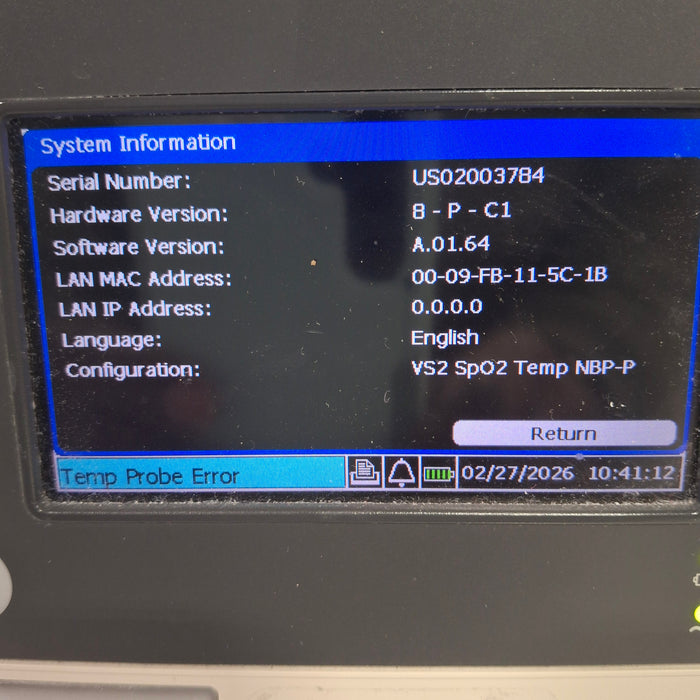 System Information
Serial Number: US02003784
Hardware Version: B - P - C1
Software Version: A.01.64
LAN MAC Address: 00-09-FB-11-5C-1B
LAN IP Address: 0.0.0.0
Language: English
Configuration: VS2 SpO2 Temp NBP-P
Return
Temp Probe Error 02/27/2026 10:41:12